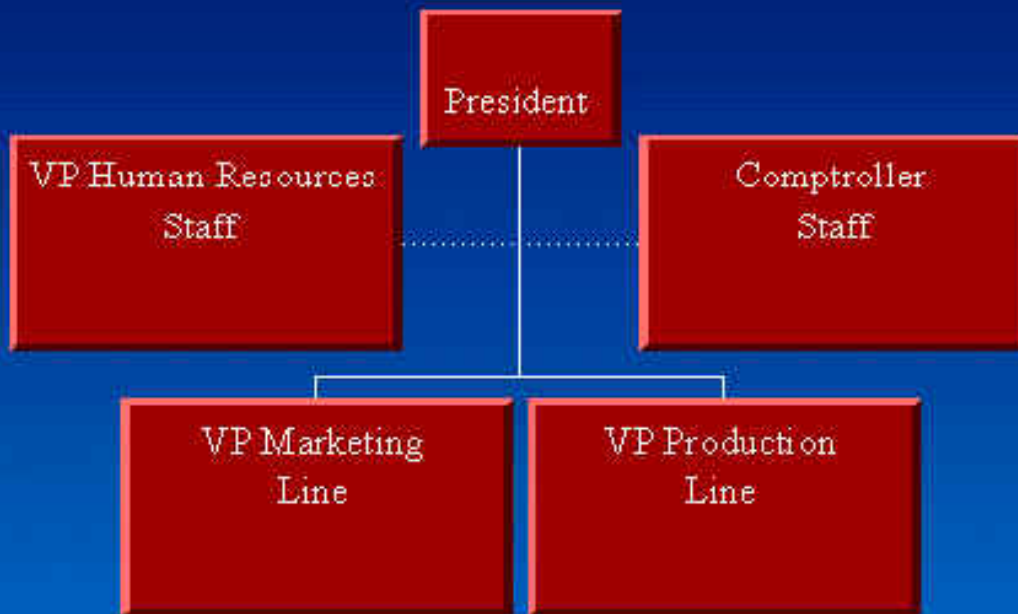 President
VP Human Resources
Staff
Comptroller
Staff
VP Marketing
Line
VP Production
Line